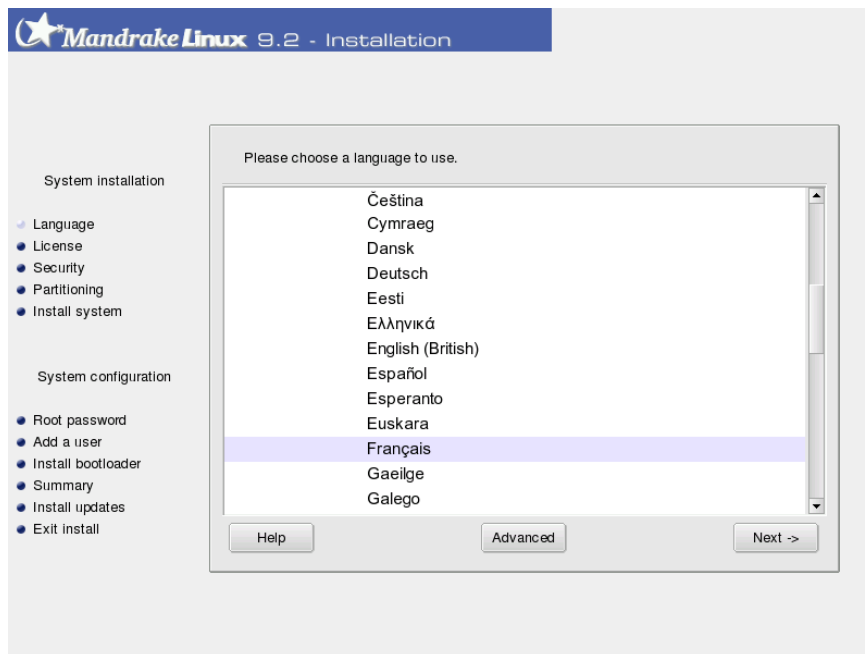 Mandrake Linux 9.2 - Installation
System installation
Language
License
Security
Partitioning
Install system
System configuration
Root password
Add a user
Install bootloader
Summary
Install updates
Exit install
Please choose a language to use.
Čeština
Cymraeg
Dansk
Deutsch
Eesti
Ελληνικά
English (British)
Español
Esperanto
Euskara
Français
Gaeilge
Galego
Help
Advanced
Next ->